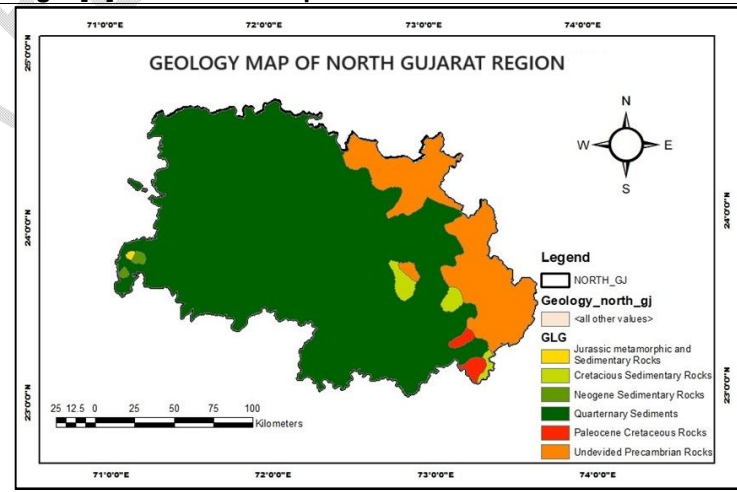 71°0'0"E 72°0'0"E 73°0'0"E 74°0'0"E
25°0'0"N
GEOLOGY MAP OF NORTH GUJARAT REGION
N
W E
S
24°0'0"N 24°0'0"N
Legend
NORTH_GJ
Geology_north_gj
<all other values>
GLG
Jurassic metamorphic and
Sedimentary Rocks
Cretacious Sedimentary Rocks
Neogene Sedimentary Rocks
Quarternary Sediments
Paleocene Cretaceous Rocks
Undevided Precambrian Rocks
23°0'0"N 23°0'0"N
25 12.5 0 25 50 75 100
Kilometers
71°0'0"E 72°0'0"E 73°0'0"E 74°0'0"E